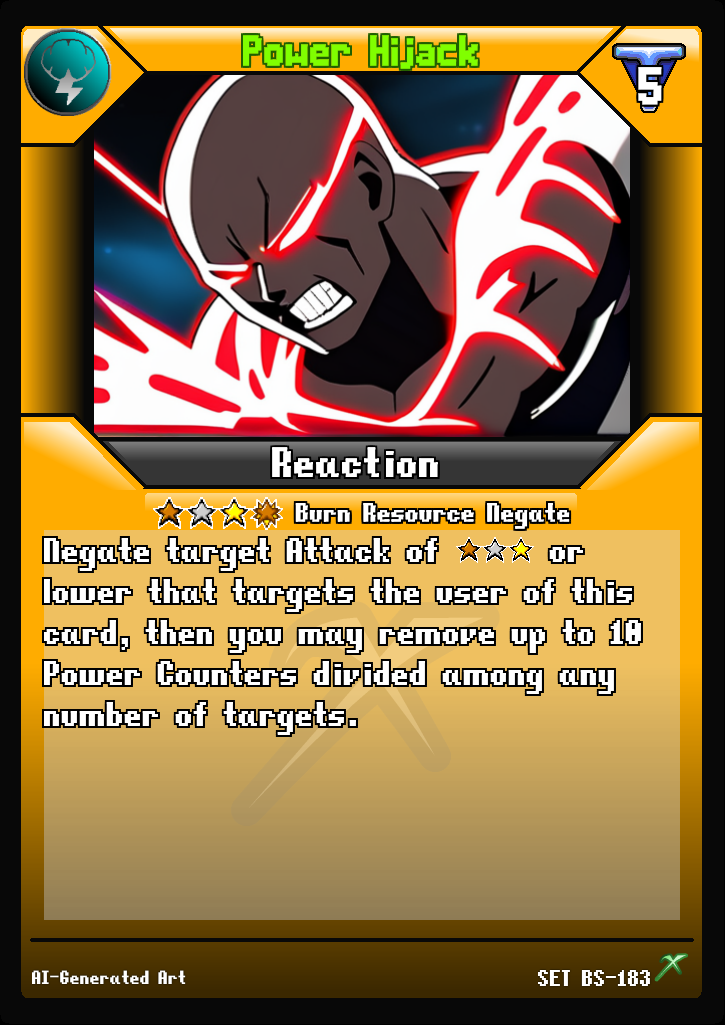 Power Hijack
5
Reaction
Burn Resource Negate
Negate target Attack of or
lower that targets the user of this
card, then you may remove up to 10
Power Counters divided among any
number of targets.
AI-Generated Art
SET BS-183